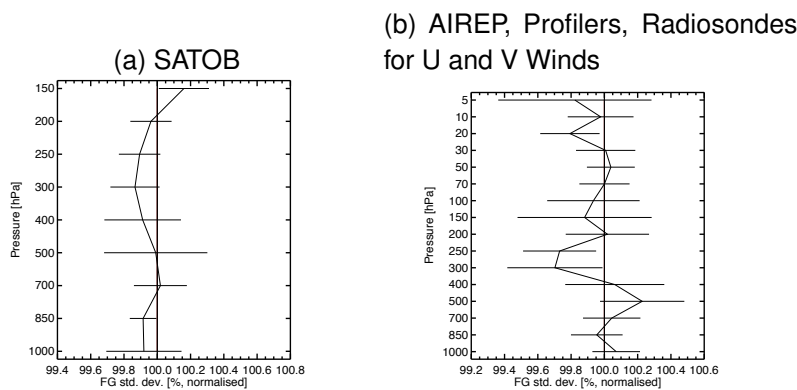 (a) SATOB
150
200
250
300
400
500
700
850
1000
Pressure [hPa]
99.4 99.6 99.8 100.0 100.2 100.4 100.6 100.8
FG std. dev. [%, normalised]
(b) AIREP, Profilers, Radiosondes
for U and V Winds
5
10
20
30
50
70
100
150
200
250
300
400
500
700
850
1000
Pressure [hPa]
99.2 99.4 99.6 99.8 100.0 100.2 100.4 100.6
FG std. dev. [%, normalised]